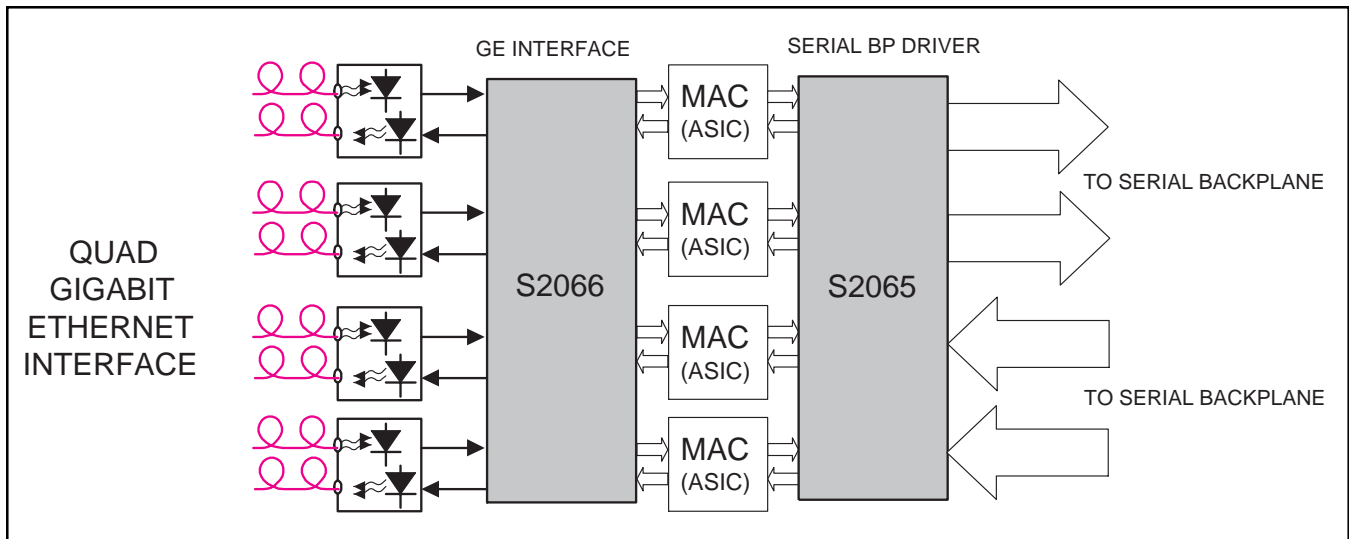 GE INTERFACE
SERIAL BP DRIVER
QUAD
GIGABIT
ETHERNET
INTERFACE
S2066
MAC
(ASIC)
MAC
(ASIC)
MAC
(ASIC)
MAC
(ASIC)
S2065
TO SERIAL BACKPLANE
TO SERIAL BACKPLANE